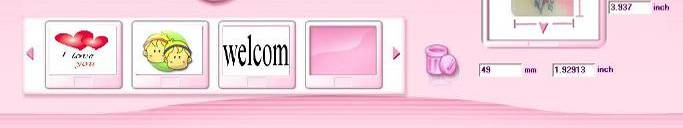 3.937 inch
I Love
you
welcom
49 mm 1.92913 inch